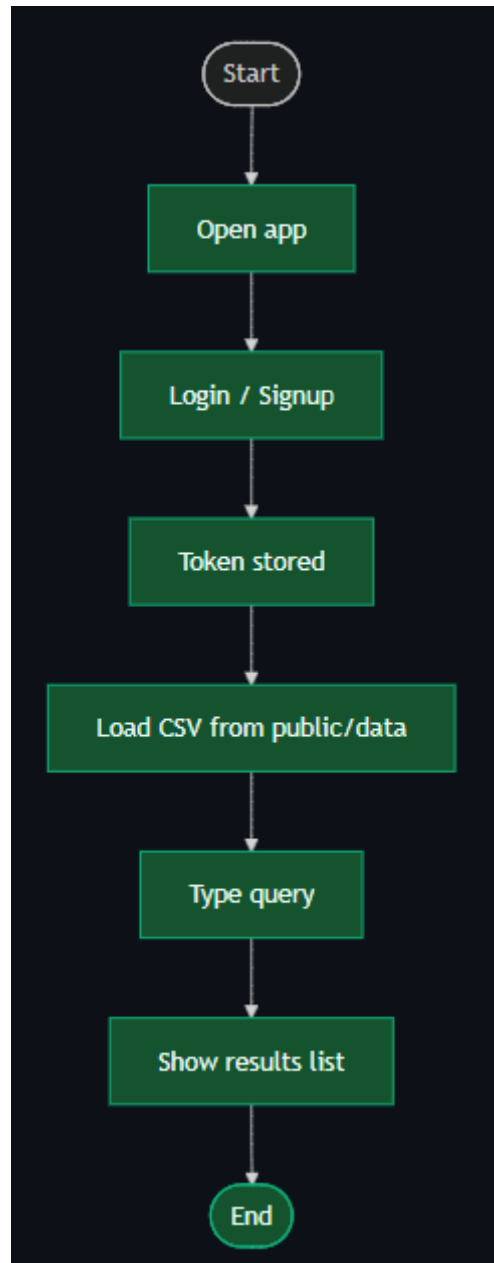 Start
Open app
Login / Signup
Token stored
Load CSV from public/data
Type query
Show results list
End